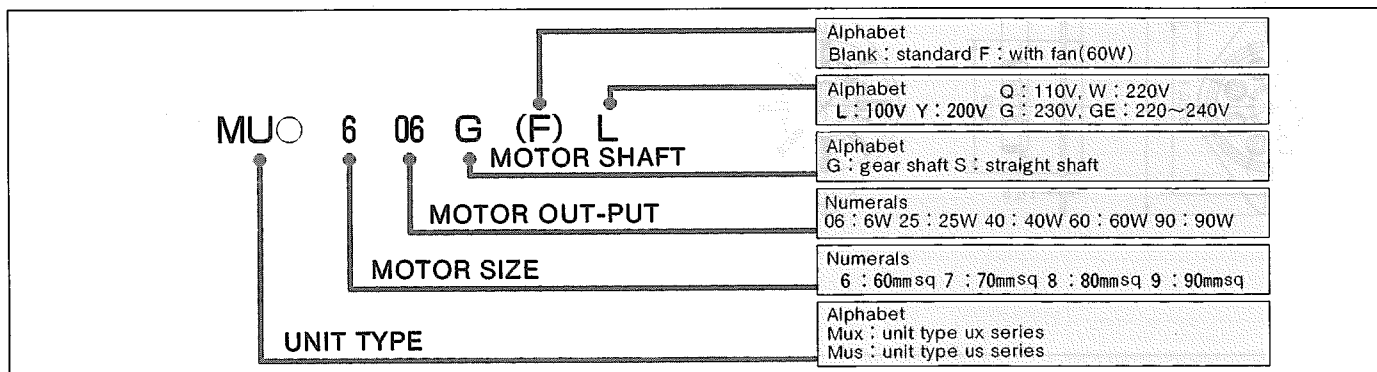 Alphabet
Blank : standard F : with fan(60W)
Alphabet Q : 110V, W : 220V
L : 100V Y : 200V G : 230V, GE : 220~240V
MU○ 6 06 G (F) L
MOTOR SHAFT
Alphabet
G : gear shaft S : straight shaft
MOTOR OUT-PUT
Numerals
06 : 6W 25 : 25W 40 : 40W 60 : 60W 90 : 90W
MOTOR SIZE
Numerals
6 : 60mmsq 7 : 70mmsq 8 : 80mmsq 9 : 90mmsq
UNIT TYPE
Alphabet
Mux : unit type ux series
Mus : unit type us series